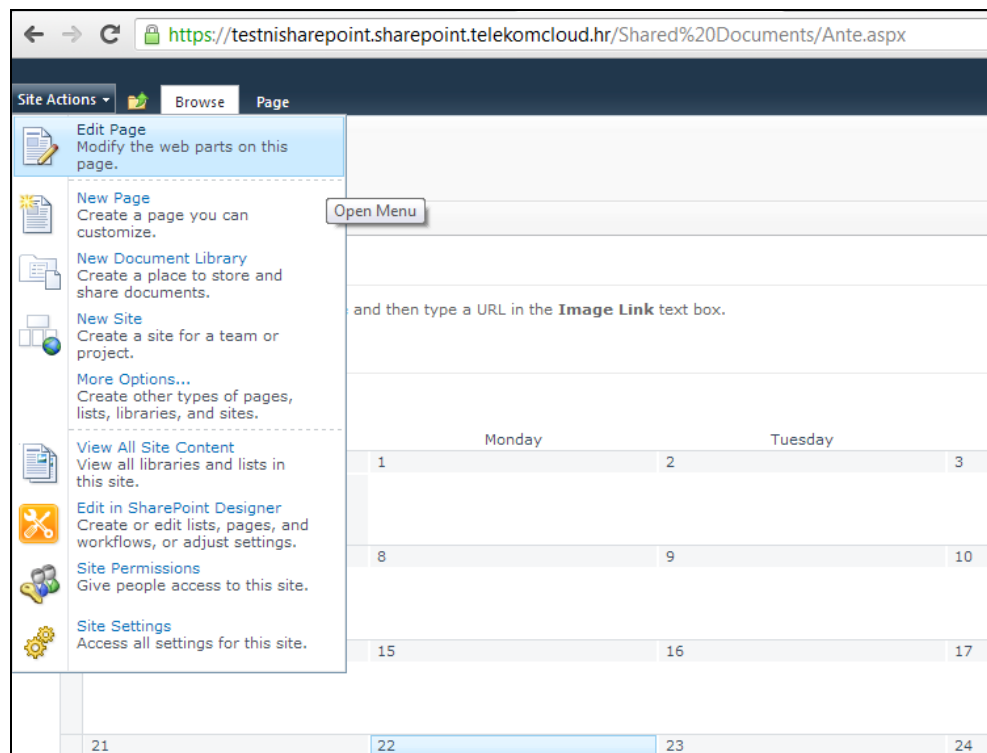 https://testnisharepoint.sharepoint.telekomcloud.hr/Shared%20Documents/Ante.aspx
Site Actions Browse Page
Edit Page
Modify the web parts on this
page.
New Page
Create a page you can
customize.
Open Menu
New Document Library
Create a place to store and
share documents.
and then type a URL in the Image Link text box.
New Site
Create a site for a team or
project.
More Options...
Create other types of pages,
lists, libraries, and sites.
Monday Tuesday
View All Site Content
View all libraries and lists in
this site.
1 2 3
Edit in SharePoint Designer
Create or edit lists, pages, and
workflows, or adjust settings.
8 9 10
Site Permissions
Give people access to this site.
Site Settings
Access all settings for this site.
15 16 17
21 22 23 24